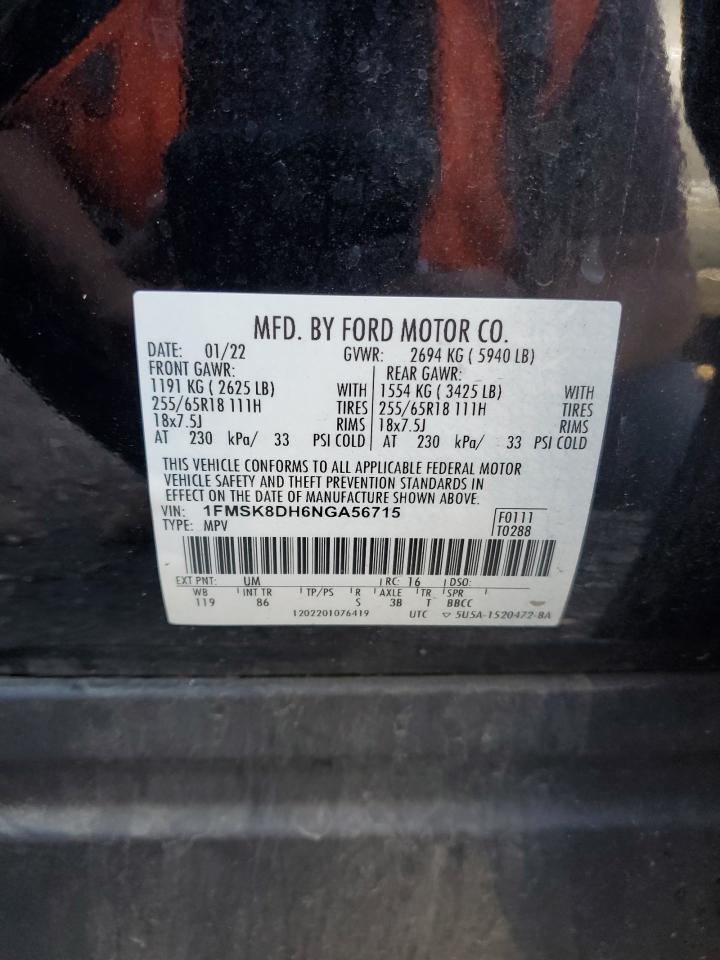 MFD. BY FORD MOTOR CO.
DATE: 01/22 GVWR: 2694 KG ( 5940 LB)
FRONT GAWR: REAR GAWR:
1191 KG ( 2625 LB) WITH 1554 KG ( 3425 LB) WITH
255/65R18 111H TIRES 255/65R18 111H TIRES
18x7.5J RIMS 18x7.5J RIMS
AT 230 kPa/ 33 PSI COLD AT 230 kPa/ 33 PSI COLD
THIS VEHICLE CONFORMS TO ALL APPLICABLE FEDERAL MOTOR
VEHICLE SAFETY AND THEFT PREVENTION STANDARDS IN
EFFECT ON THE DATE OF MANUFACTURE SHOWN ABOVE.
VIN: 1FMSK8DH6NGA56715 F0111
TYPE: MPV T0288
EXT PNT: UM RC: 16 DSO:
WB INT TR TP/PS R AXLE TR SPR
119 86 S 3B T BBCC
1202201076419 UTC ▽ 5U5A-1520472-BA